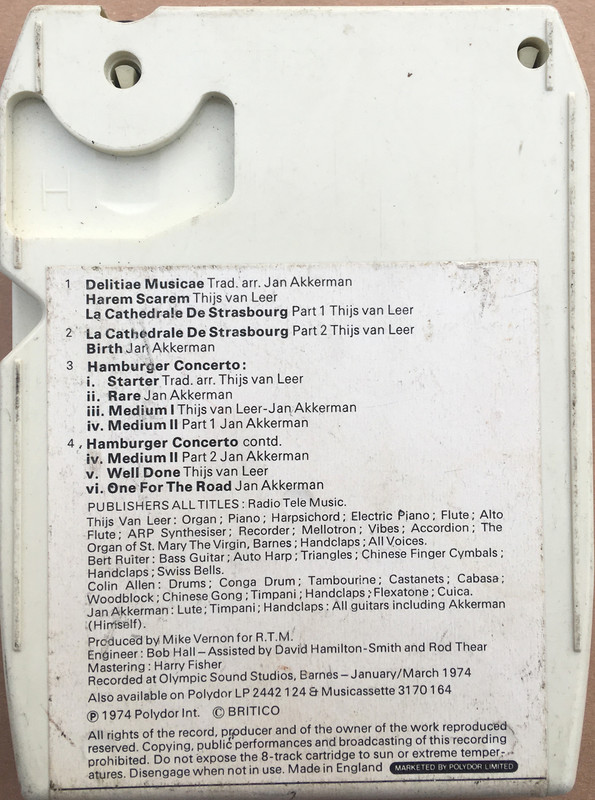 H
1 Delitiae Musicae Trad. arr. Jan Akkerman
Harem Scarem Thijs van Leer
La Cathedrale De Strasbourg Part 1 Thijs van Leer
2 La Cathedrale De Strasbourg Part 2 Thijs van Leer
Birth Jan Akkerman
3 Hamburger Concerto:
i. Starter Trad. arr. Thijs van Leer
ii. Rare Jan Akkerman
iii. Medium I Thijs van Leer-Jan Akkerman
iv. Medium II Part 1 Jan Akkerman
4 Hamburger Concerto contd.
iv. Medium II Part 2 Jan Akkerman
v. Well Done Thijs van Leer
vi. One For The Road Jan Akkerman
PUBLISHERS ALL TITLES: Radio Tele Music.
Thijs Van Leer: Organ; Piano; Harpsichord; Electric Piano; Flute; Alto
Flute; ARP Synthesiser; Recorder; Mellotron; Vibes; Accordion; The
Organ of St. Mary The Virgin, Barnes; Handclaps; All Voices.
Bert Ruiter: Bass Guitar; Auto Harp; Triangles; Chinese Finger Cymbals;
Handclaps; Swiss Bells.
Colin Allen: Drums; Conga Drum; Tambourine; Castanets; Cabasa;
Woodblock; Chinese Gong; Timpani; Handclaps; Flexatone; Cuica.
Jan Akkerman: Lute; Timpani; Handclaps: All guitars including Akkerman
(Himself).
Produced by Mike Vernon for R.T.M.
Engineer: Bob Hall – Assisted by David Hamilton-Smith and Rod Thear
Mastering: Harry Fisher
Recorded at Olympic Sound Studios, Barnes – January/March 1974
Also available on Polydor LP 2442 124 & Musicassette 3170 164
℗ 1974 Polydor Int. © BRITICO
All rights of the record, producer and of the owner of the work reproduced
reserved. Copying, public performances and broadcasting of this recording
prohibited. Do not expose the 8-track cartridge to sun or extreme temper-
atures. Disengage when not in use. Made in England MARKETED BY POLYDOR LIMITED